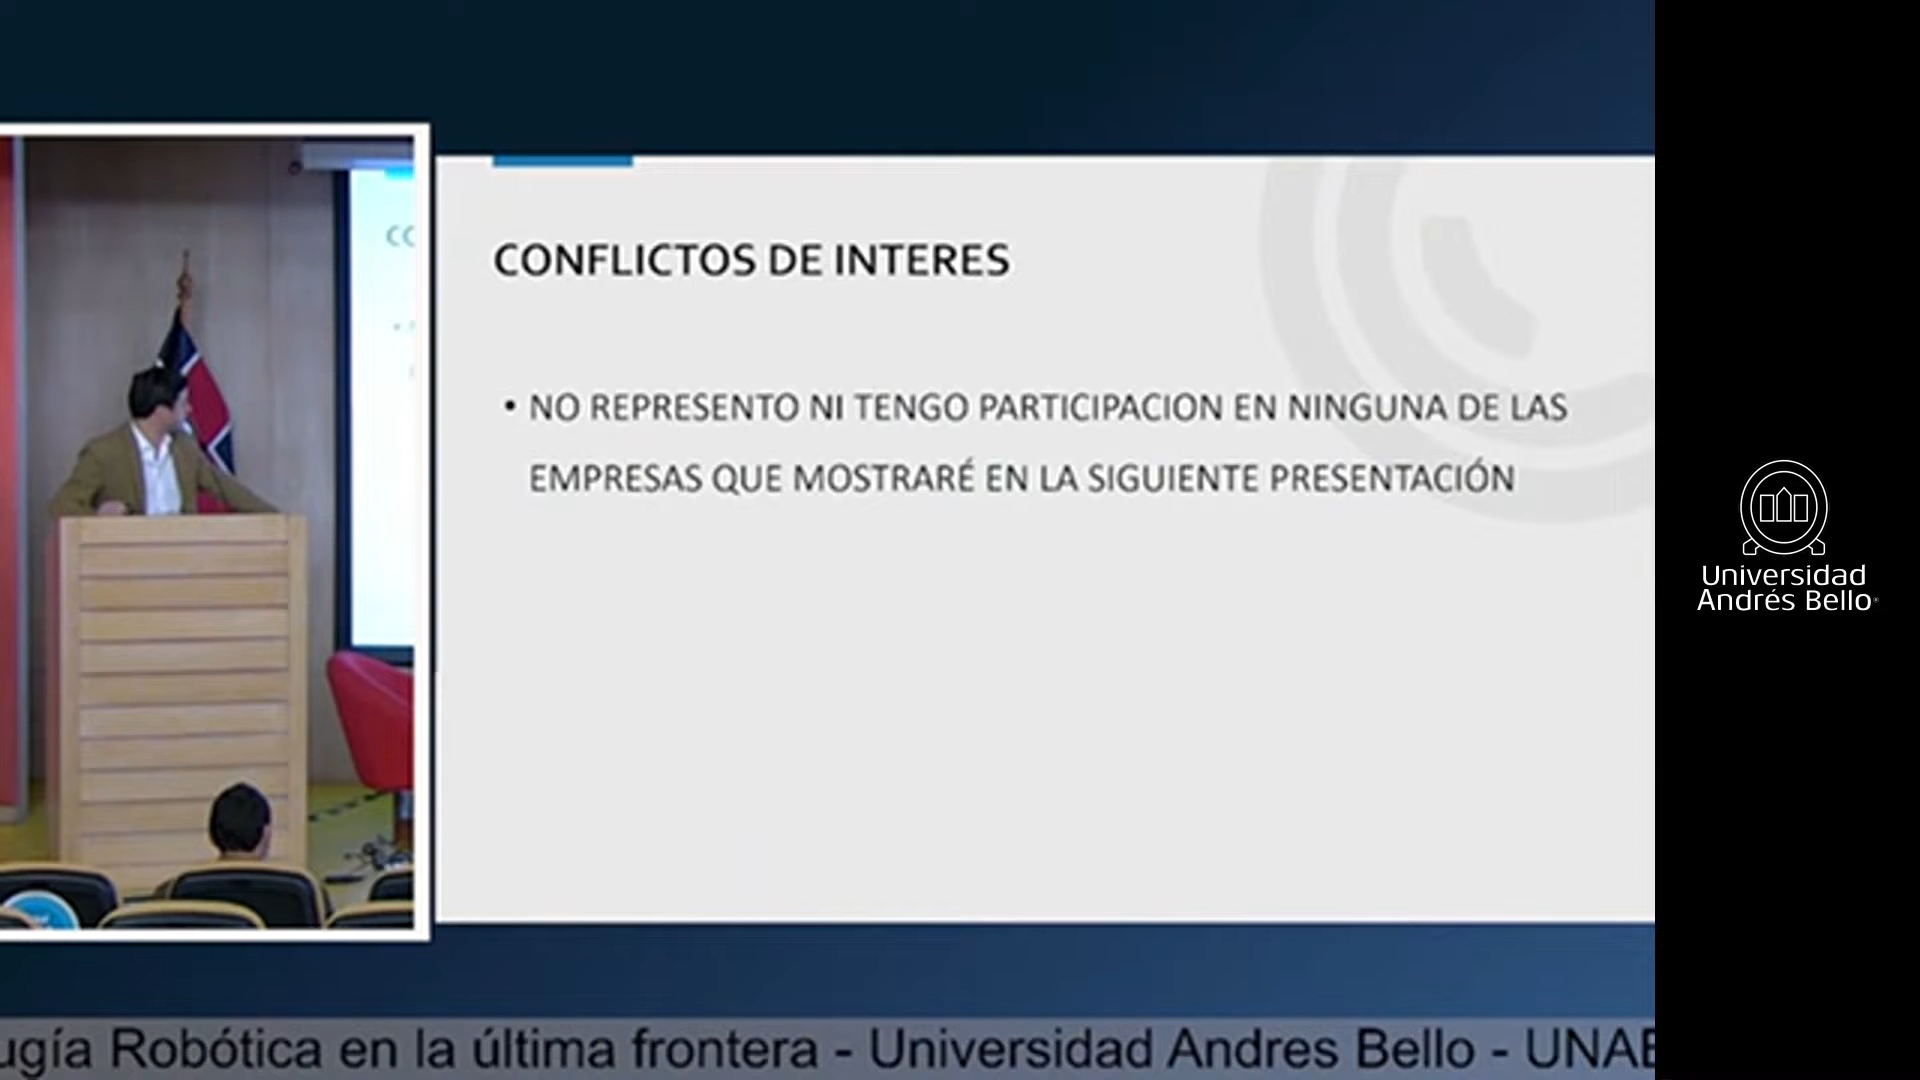 CONFLICTOS DE INTERES
• NO REPRESENTO NI TENGO PARTICIPACION EN NINGUNA DE LAS
EMPRESAS QUE MOSTRARÉ EN LA SIGUIENTE PRESENTACIÓN
Universidad
Andrés Bello
ugía Robótica en la última frontera - Universidad Andres Bello - UNAB